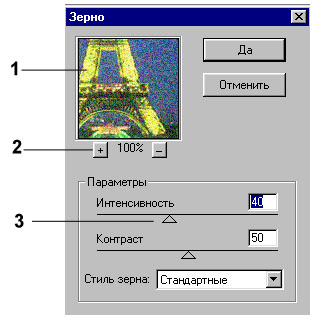 Зерно
1
Да
Отменить
2
+ 100% –
Параметры
Интенсивность 40
3
Контраст 50
Стиль зерна: Стандартные